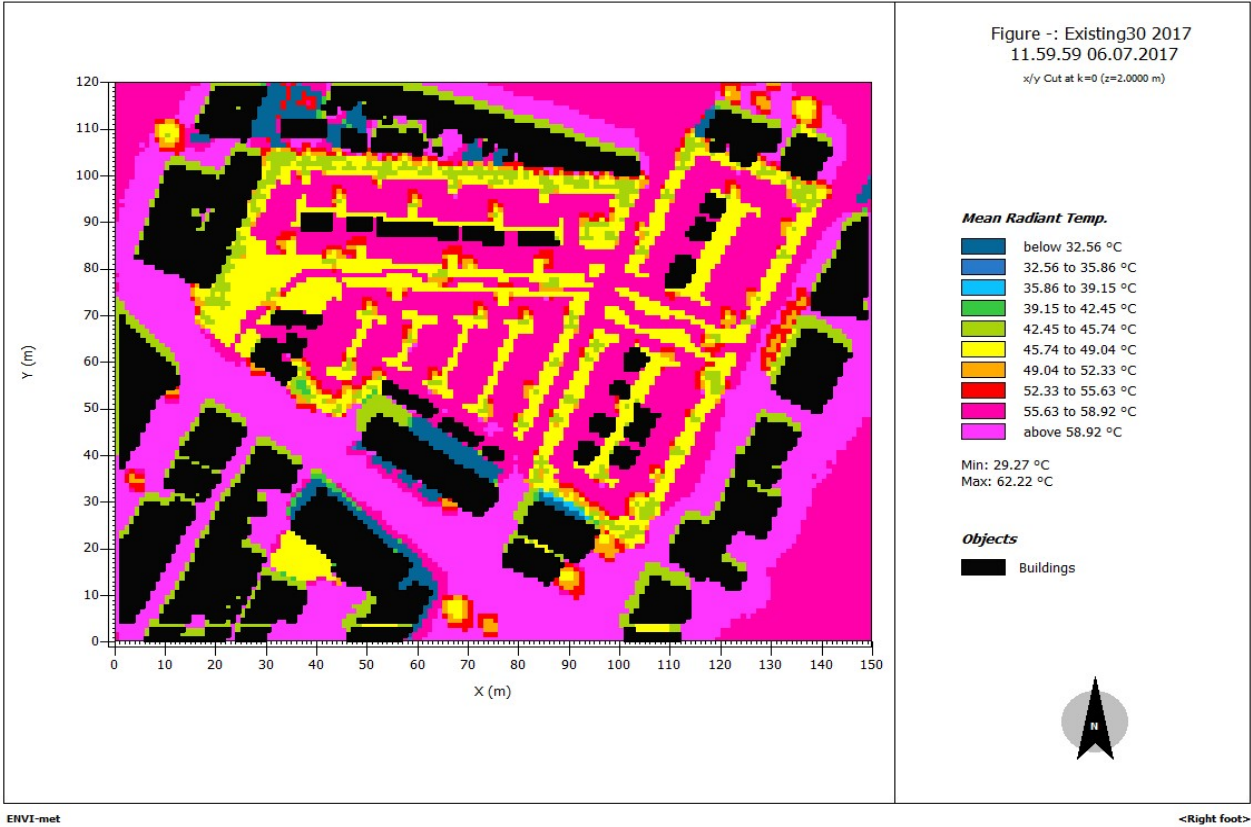 Figure -: Existing30 2017
11.59.59 06.07.2017
x/y Cut at k=0 (z=2.0000 m)
120
110
100
90
80
70
60
50
40
30
20
10
0
Y (m)
0 10 20 30 40 50 60 70 80 90 100 110 120 130 140 150
X (m)
Mean Radiant Temp.
below 32.56 °C
32.56 to 35.86 °C
35.86 to 39.15 °C
39.15 to 42.45 °C
42.45 to 45.74 °C
45.74 to 49.04 °C
49.04 to 52.33 °C
52.33 to 55.63 °C
55.63 to 58.92 °C
above 58.92 °C
Min: 29.27 °C
Max: 62.22 °C
Objects
Buildings
N
ENVI-met
<Right foot>